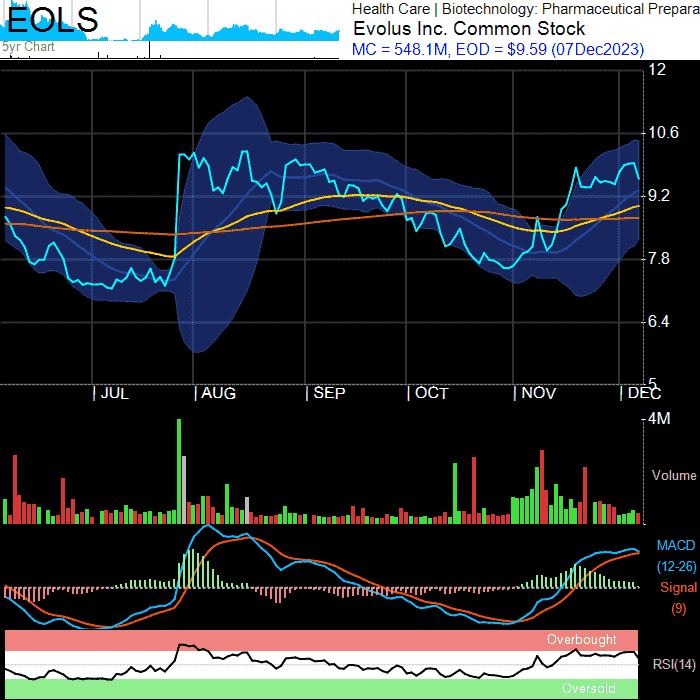 EOLS
5yr Chart
Health Care | Biotechnology: Pharmaceutical Prepara
Evolus Inc. Common Stock
MC = 548.1M, EOD = $9.59 (07Dec2023)
12
10.6
9.2
7.8
6.4
5
JUL AUG SEP OCT NOV DEC
4M
Volume
MACD
(12-26)
Signal
(9)
Overbought
RSI(14)
Oversold